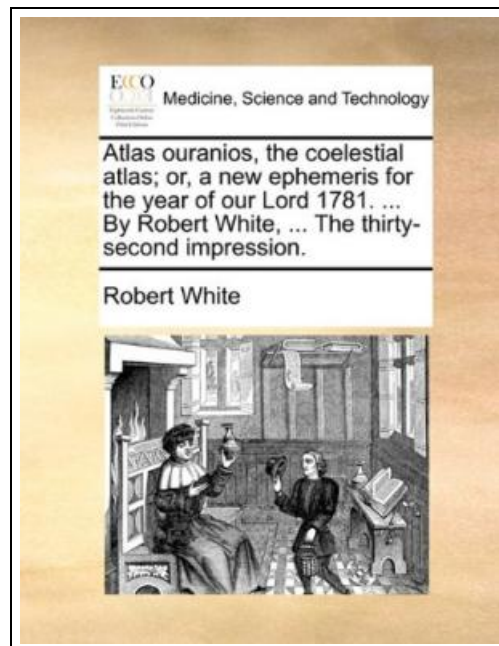 ECCO
Medicine, Science and Technology
Atlas ouranios, the coelestial
atlas; or, a new ephemeris for
the year of our Lord 1781. ...
By Robert White, ... The thirty-
second impression.
Robert White